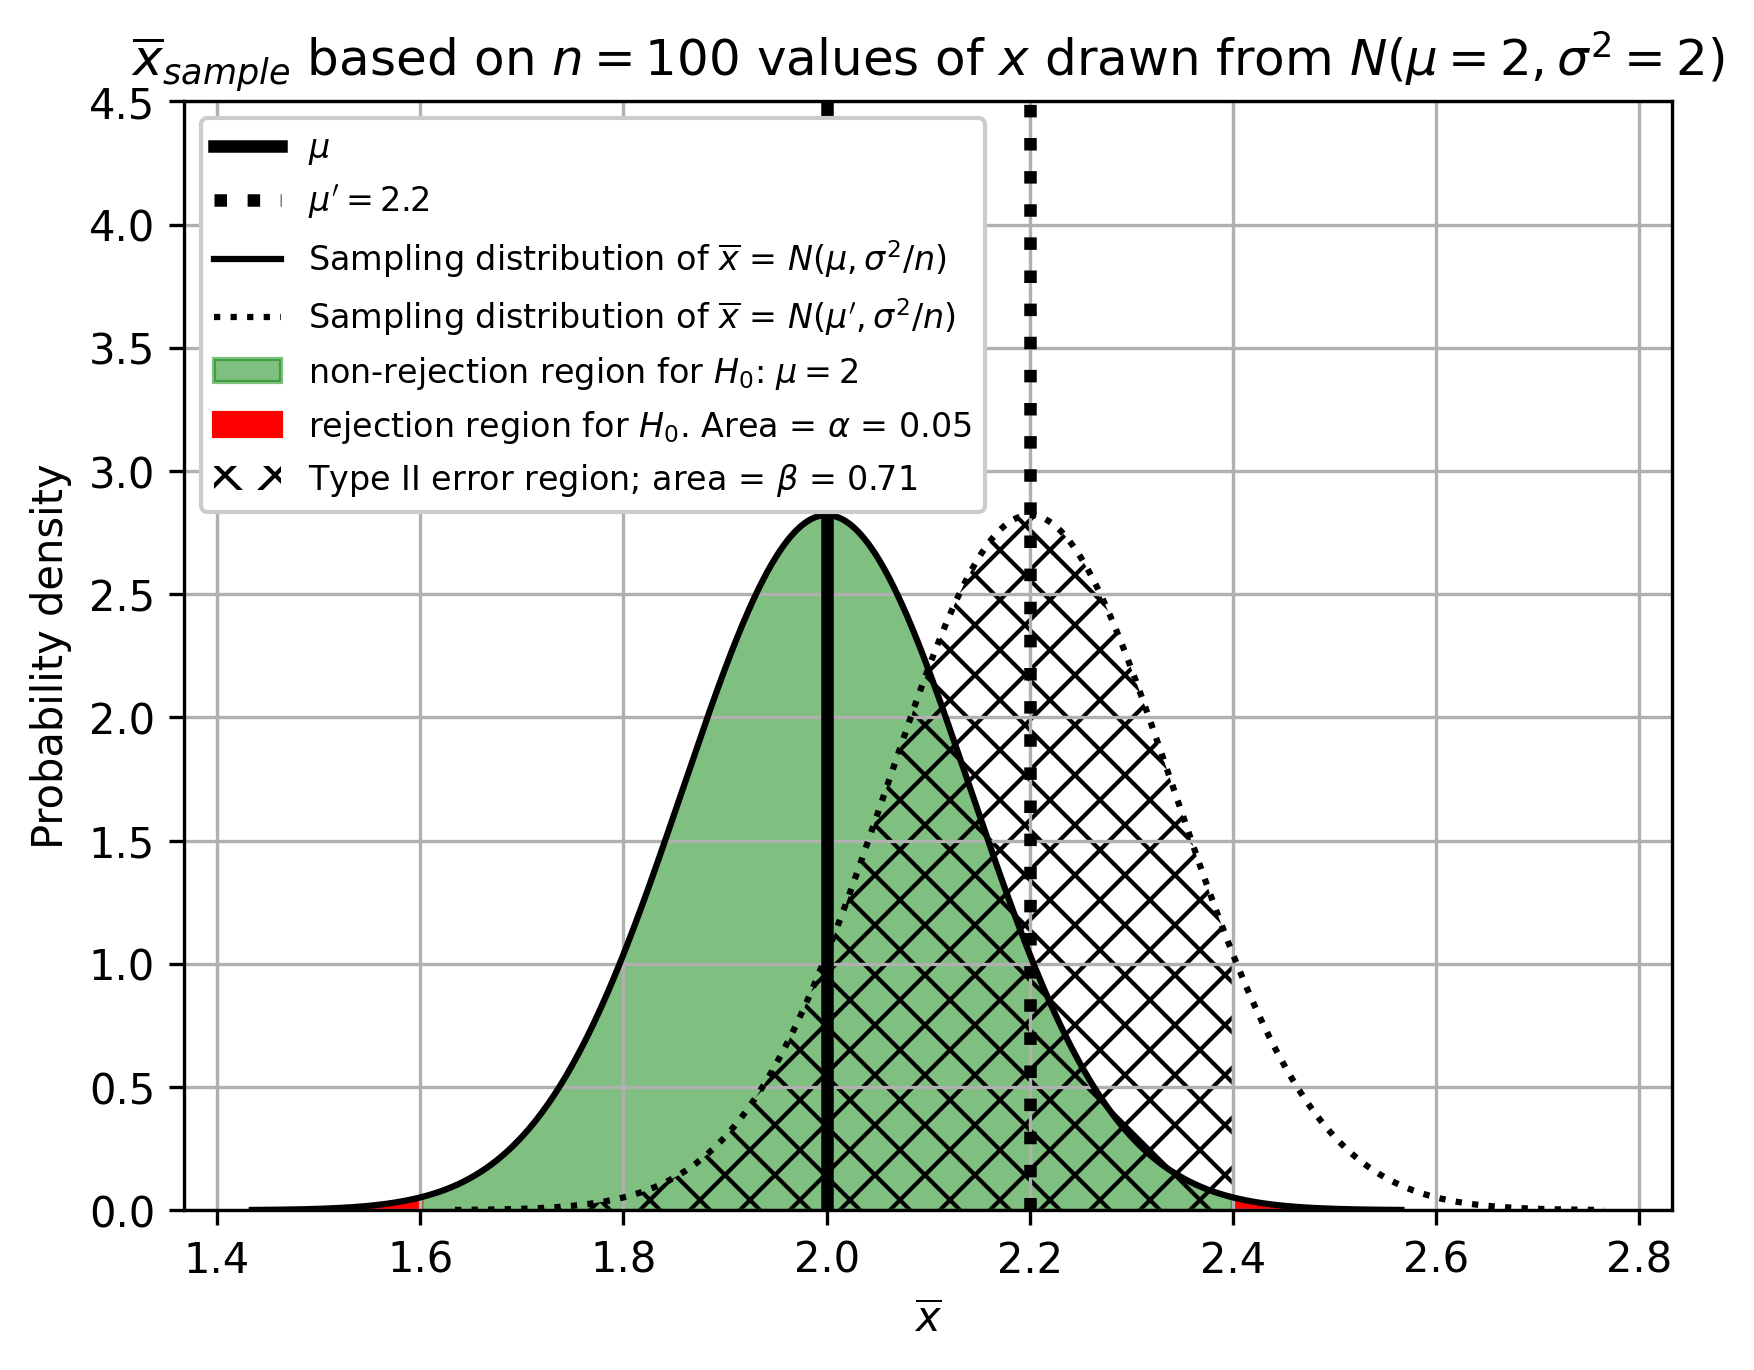 x̅sample based on n = 100 values of x drawn from N(μ = 2, σ² = 2)
4.5
4.0
3.5
3.0
2.5
2.0
1.5
1.0
0.5
0.0
Probability density
μ
μ′ = 2.2
Sampling distribution of x̅ = N(μ, σ²/n)
Sampling distribution of x̅ = N(μ′, σ²/n)
non-rejection region for H₀: μ = 2
rejection region for H₀. Area = α = 0.05
Type II error region; area = β = 0.71
1.4 1.6 1.8 2.0 2.2 2.4 2.6 2.8
x̅